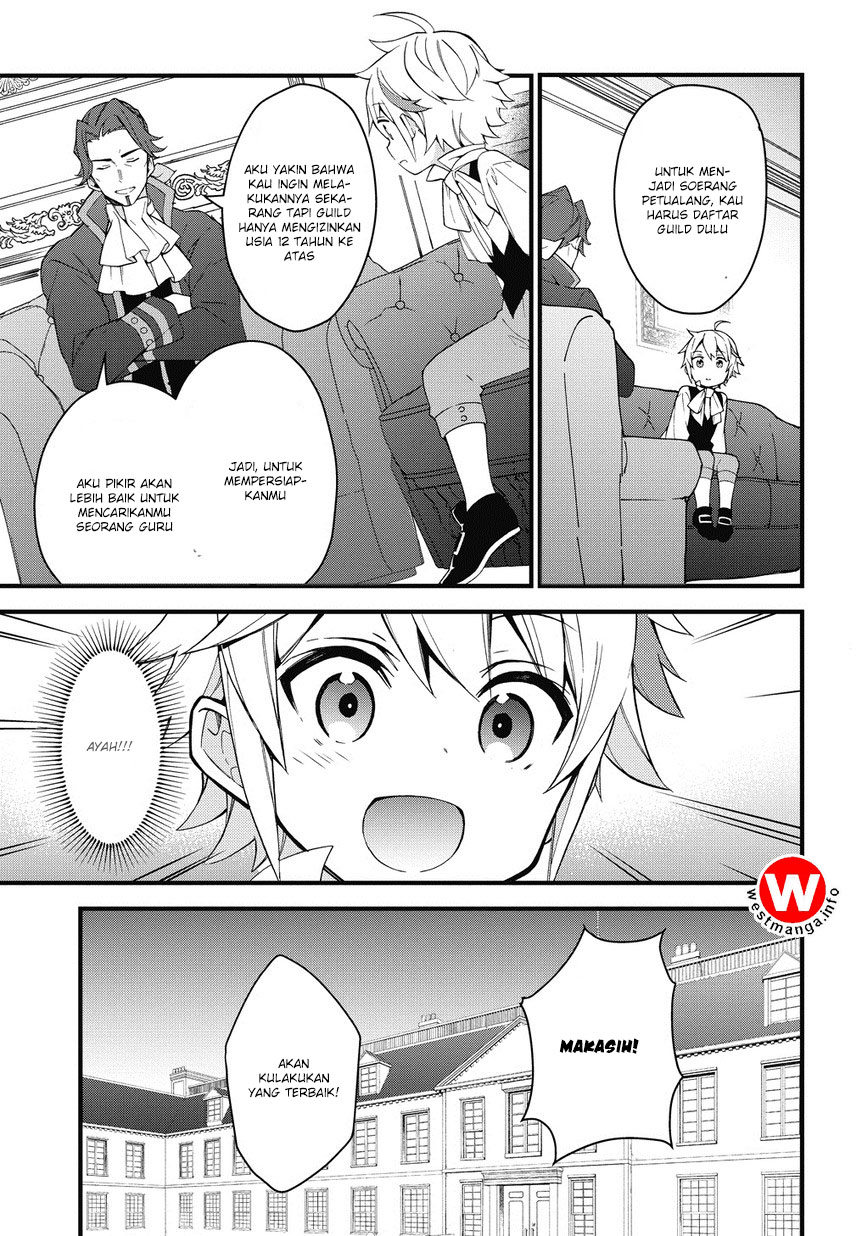 UNTUK MEN-
JADI SOERANG
PETUALANG, KAU
HARUS DAFTAR
GUILD DULU
AKU YAKIN BAHWA
KAU INGIN MELA-
KUKANNYA SEKA-
RANG TAPI GUILD
HANYA MENGIZINKAN
USIA 12 TAHUN KE
ATAS
JADI, UNTUK
MEMPERSIAP-
KANMU
AKU PIKIR AKAN
LEBIH BAIK UNTUK
MENCARIKANMU
SEORANG GURU
AYAH!!!
W
westmanga.info
MAKASIH!
AKAN
KULAKUKAN
YANG TERBAIK!